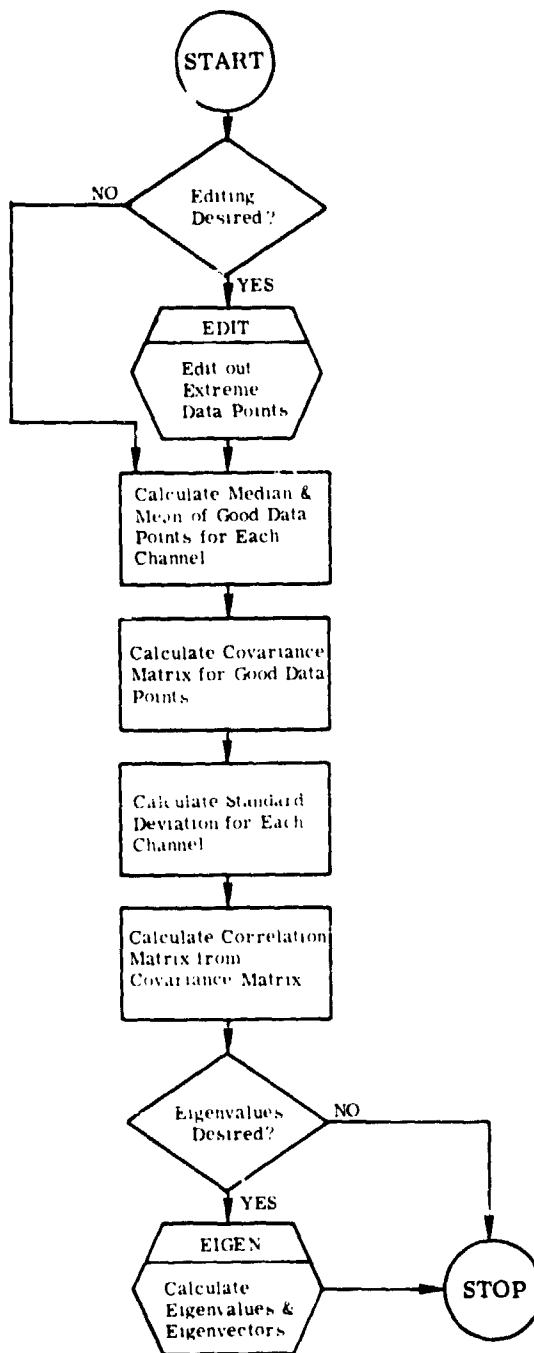 START
NO
Editing
Desired?
YES
EDIT
Edit out
Extreme
Data Points
Calculate Median &
Mean of Good Data
Points for Each
Channel
Calculate Covariance
Matrix for Good Data
Points
Calculate Standard
Deviation for Each
Channel
Calculate Correlation
Matrix from
Covariance Matrix
Eigenvalues
Desired?
NO
YES
EIGEN
Calculate
Eigenvalues &
Eigenvectors
STOP